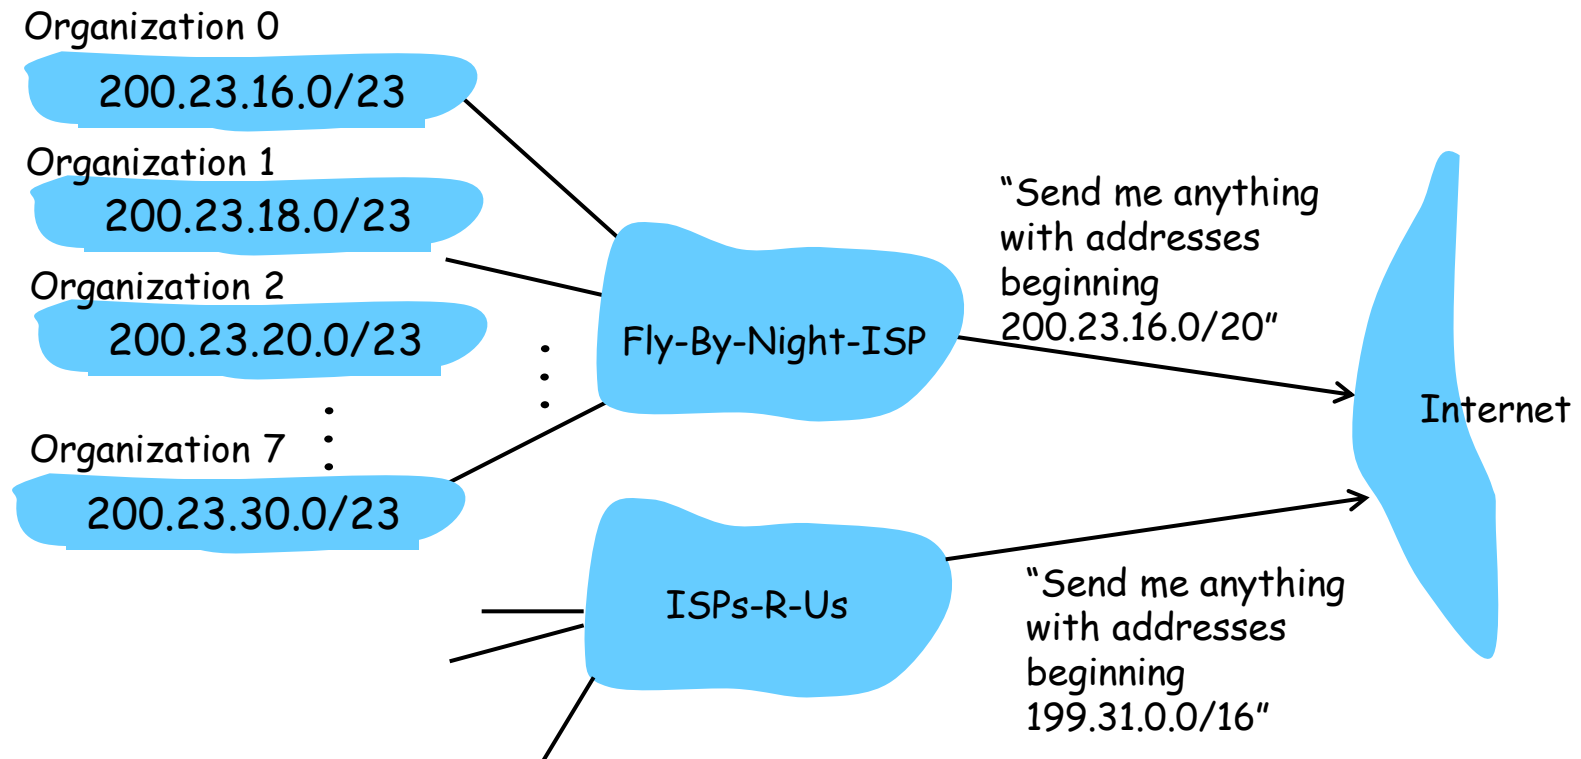 Organization 0
200.23.16.0/23
Organization 1
200.23.18.0/23
Organization 2
200.23.20.0/23
Organization 7
200.23.30.0/23
Fly-By-Night-ISP
“Send me anything
with addresses
beginning
200.23.16.0/20”
Internet
ISPs-R-Us
“Send me anything
with addresses
beginning
199.31.0.0/16”